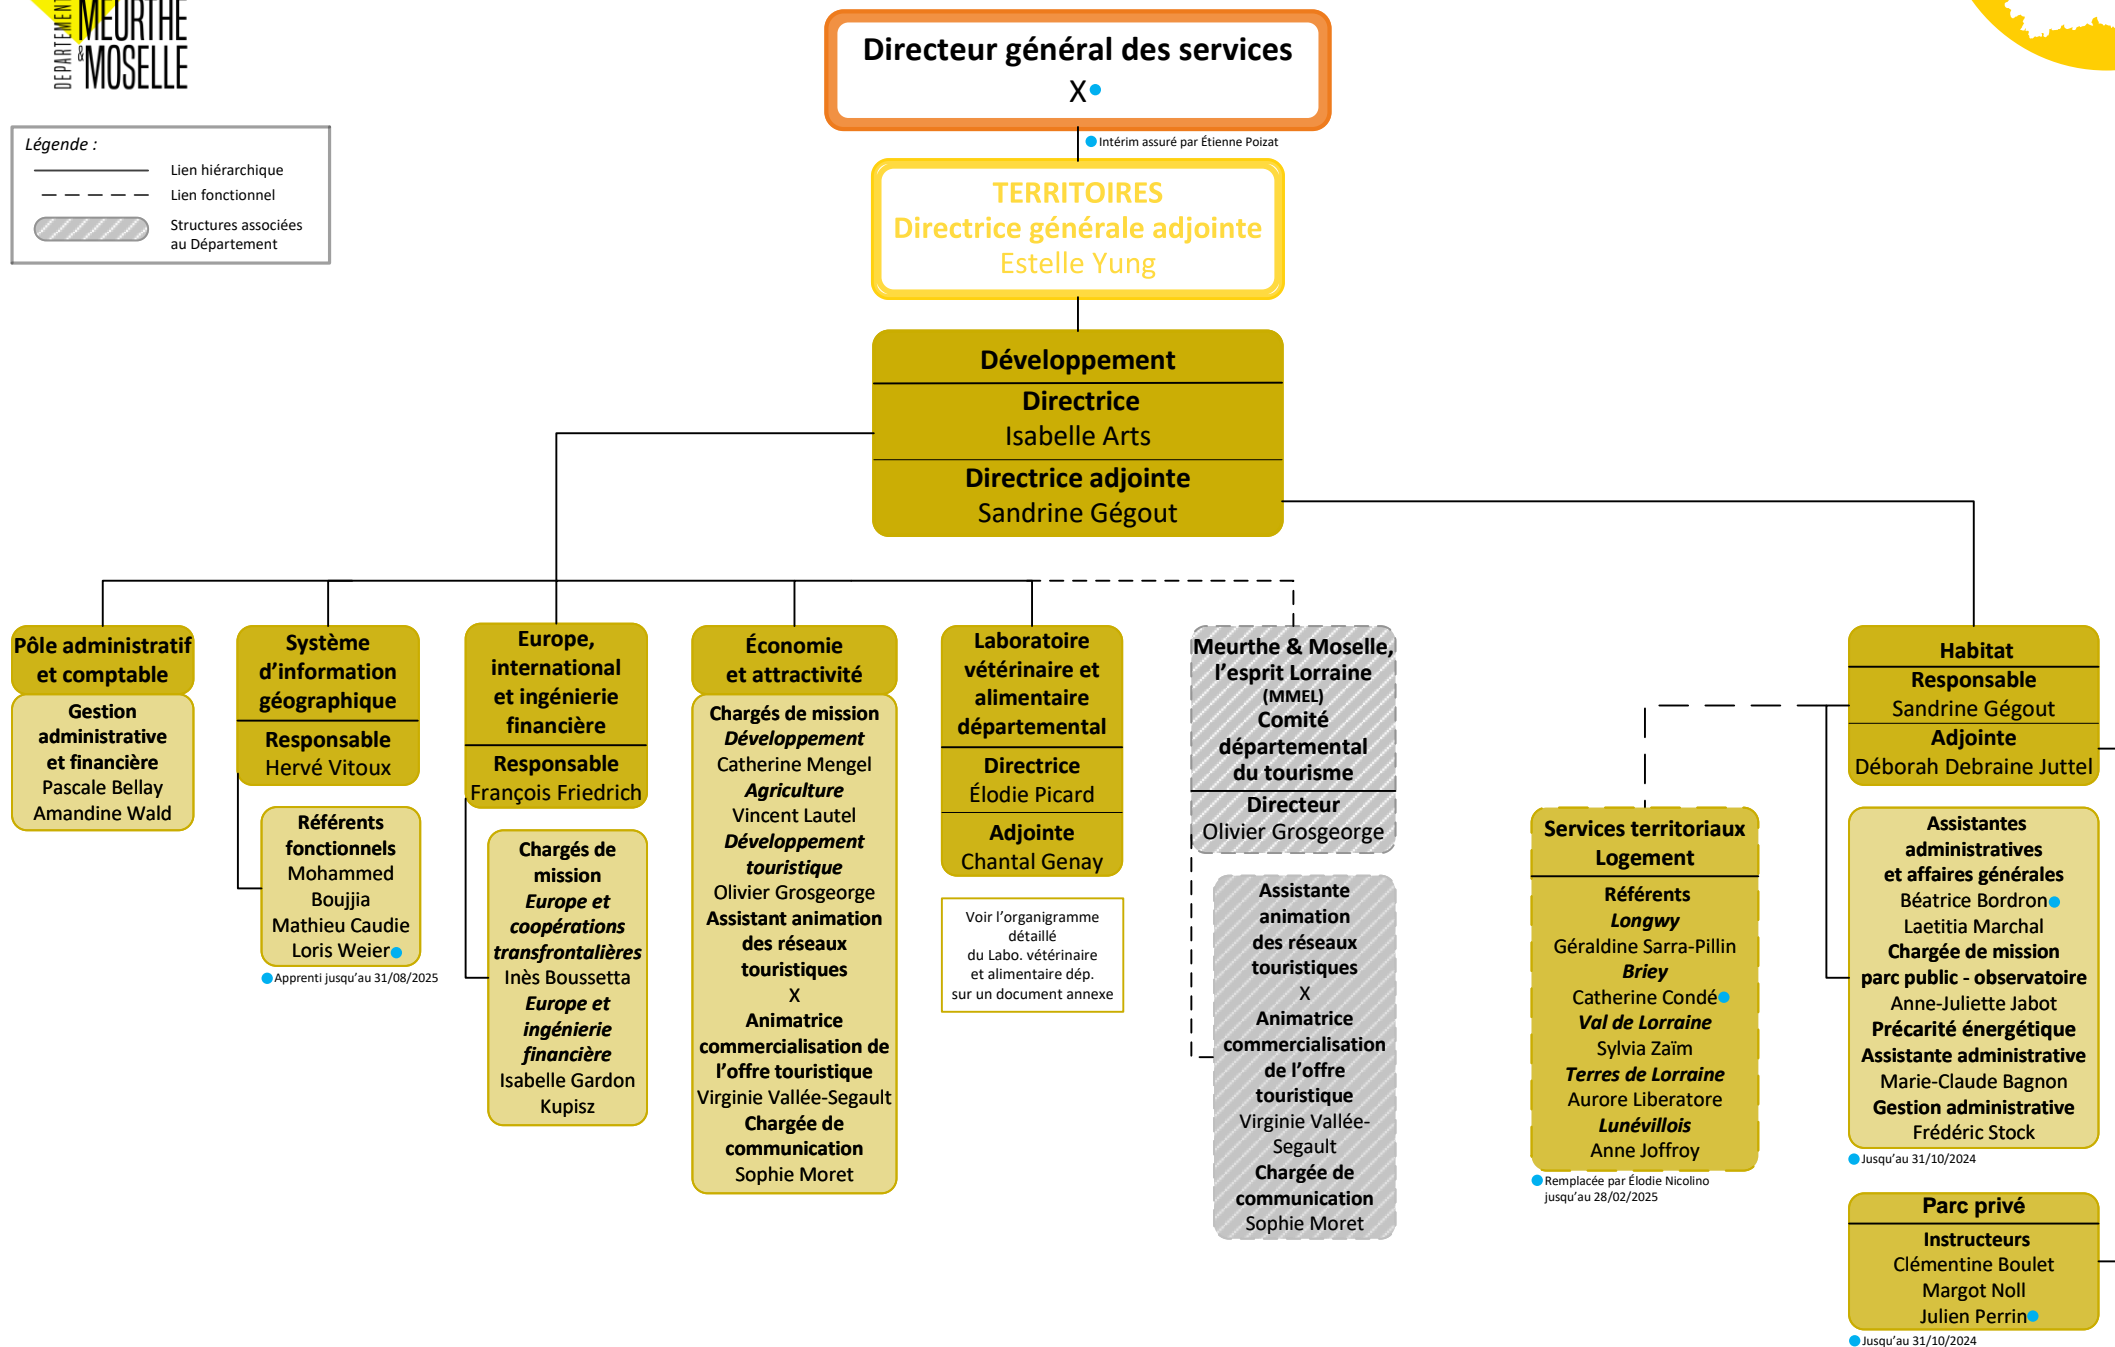 DEPARTEMENT
MEURTHE
&
MOSELLE
Légende :
Lien hiérarchique
Lien fonctionnel
Structures associées
au Département
Directeur général des services
X
Intérim assuré par Étienne Poizat
TERRITOIRES
Directrice générale adjointe
Estelle Yung
Développement
Directrice
Isabelle Arts
Directrice adjointe
Sandrine Gégout
Pôle administratif
et comptable
Gestion
administrative
et financière
Pascale Bellay
Amandine Wald
Système
d’information
géographique
Responsable
Hervé Vitoux
Référents
fonctionnels
Mohammed
Boujjia
Mathieu Caudie
Loris Weier
Apprenti jusqu’au 31/08/2025
Europe,
international
et ingénierie
financière
Responsable
François Friedrich
Chargés de
mission
Europe et
coopérations
transfrontalières
Inès Boussetta
Europe et
ingénierie
financière
Isabelle Gardon
Kupisz
Économie
et attractivité
Chargés de mission
Développement
Catherine Mengel
Agriculture
Vincent Lautel
Développement
touristique
Olivier Grosgeorge
Assistant animation
des réseaux
touristiques
X
Animatrice
commercialisation de
l’offre touristique
Virginie Vallée-Segault
Chargée de
communication
Sophie Moret
Laboratoire
vétérinaire et
alimentaire
départemental
Directrice
Élodie Picard
Adjointe
Chantal Genay
Voir l’organigramme
détaillé
du Labo. vétérinaire
et alimentaire dép.
sur un document annexe
Meurthe & Moselle,
l’esprit Lorraine
(MMEL)
Comité
départemental
du tourisme
Directeur
Olivier Grosgeorge
Assistante
animation
des réseaux
touristiques
X
Animatrice
commercialisation
de l’offre
touristique
Virginie Vallée-
Segault
Chargée de
communication
Sophie Moret
Services territoriaux
Logement
Référents
Longwy
Géraldine Sarra-Pillin
Briey
Catherine Condé
Val de Lorraine
Sylvia Zaïm
Terres de Lorraine
Aurore Liberatore
Lunévillois
Anne Joffroy
Remplacée par Élodie Nicolino
jusqu’au 28/02/2025
Habitat
Responsable
Sandrine Gégout
Adjointe
Déborah Debraine Juttel
Assistantes
administratives
et affaires générales
Béatrice Bordron
Laetitia Marchal
Chargée de mission
parc public - observatoire
Anne-Juliette Jabot
Précarité énergétique
Assistante administrative
Marie-Claude Bagnon
Gestion administrative
Frédéric Stock
Jusqu’au 31/10/2024
Parc privé
Instructeurs
Clémentine Boulet
Margot Noll
Julien Perrin
Jusqu’au 31/10/2024